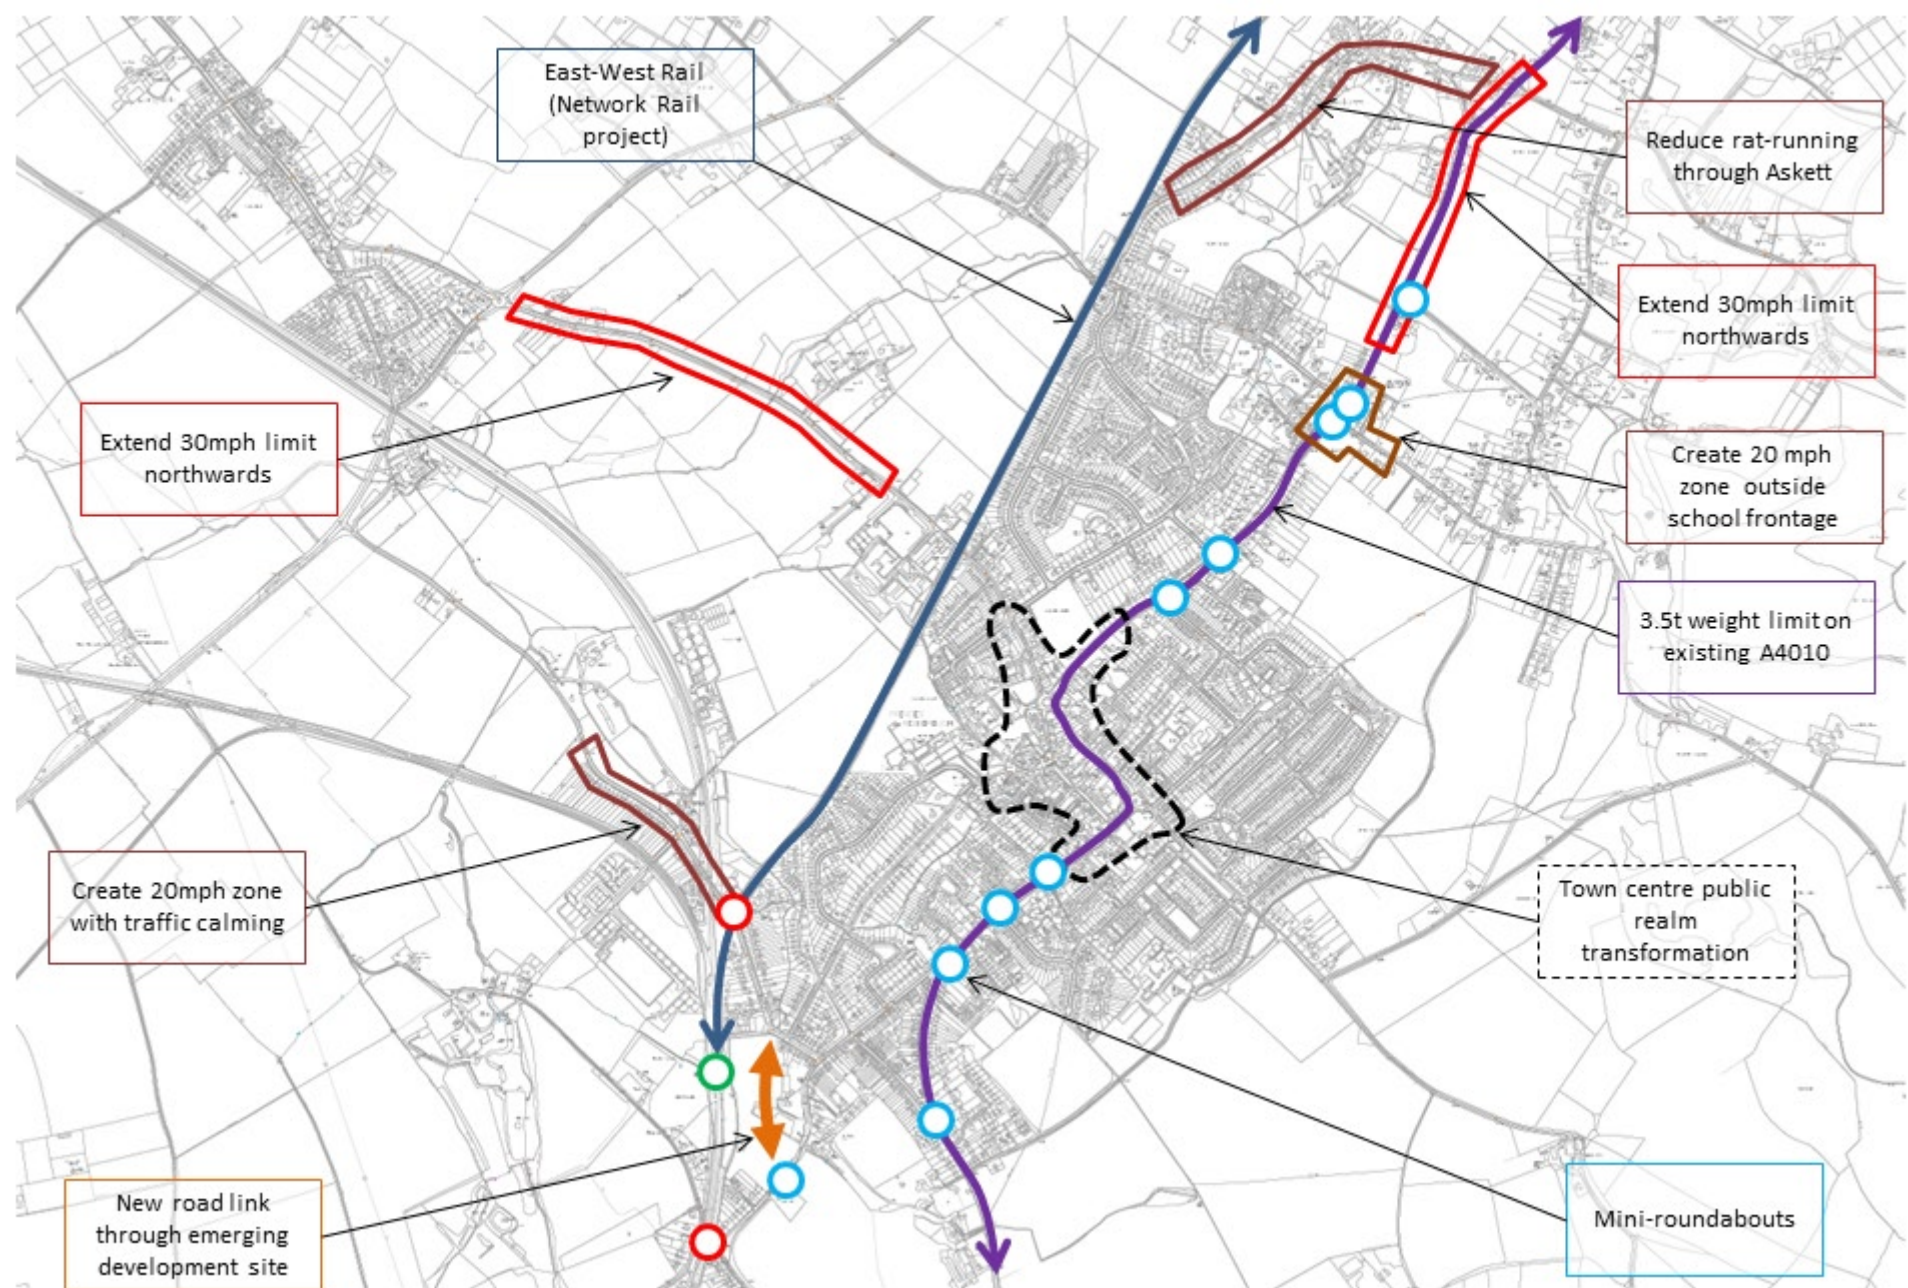 East-West Rail
(Network Rail
project)
Reduce rat-running
through Askett
Extend 30mph limit
northwards
Extend 30mph limit
northwards
Create 20 mph
zone outside
school frontage
3.5t weight limit on
existing A4010
Create 20mph zone
with traffic calming
Town centre public
realm
transformation
New road link
through emerging
development site
Mini-roundabouts